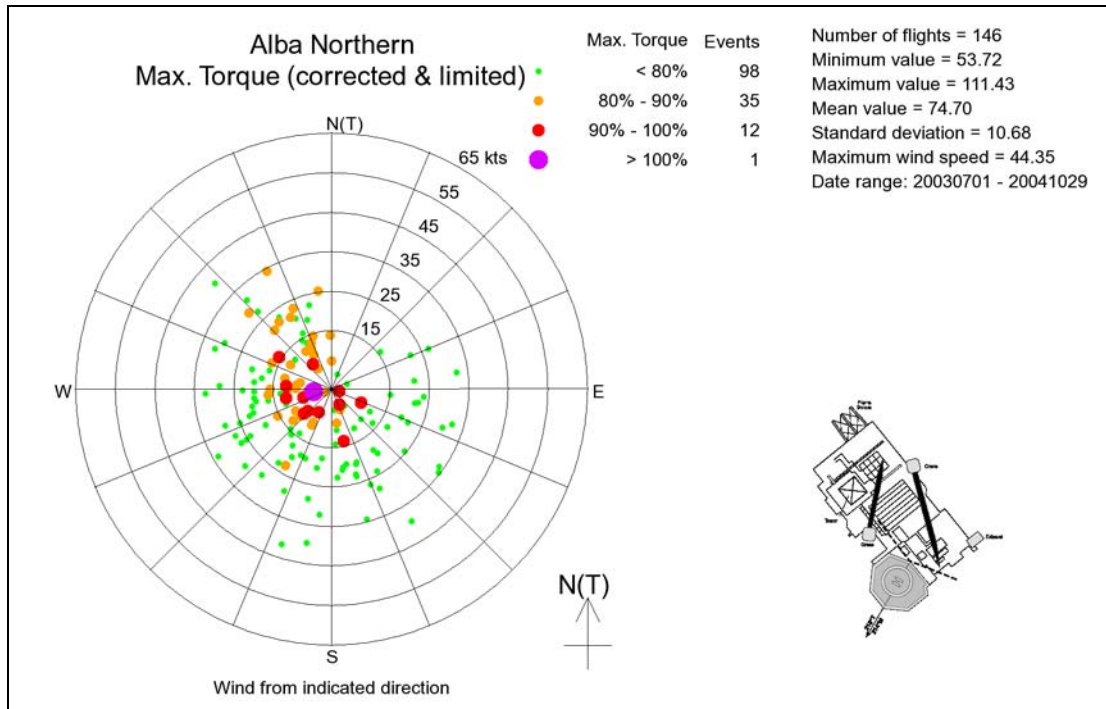 Alba Northern
Max. Torque (corrected & limited)
Max. Torque Events
< 80% 98
80% - 90% 35
90% - 100% 12
> 100% 1
Number of flights = 146
Minimum value = 53.72
Maximum value = 111.43
Mean value = 74.70
Standard deviation = 10.68
Maximum wind speed = 44.35
Date range: 20030701 - 20041029
N(T)
65 kts
55
45
35
25
15
W
E
S
Wind from indicated direction
N(T)
Crane
Crane
Exhaust
H